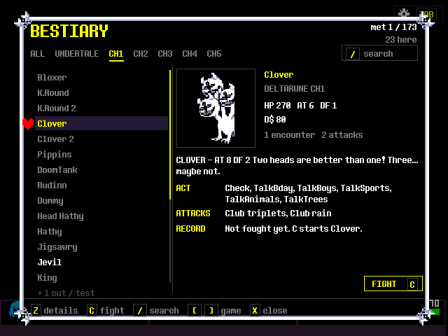 BESTIARY
met 1 / 173
ALL UNDERTALE CH1 CH2 CH3 CH4 CH5
23 here
/ search
Bloxer
K.Round
K.Round 2
Clover
Clover 2
Pippins
DoomTank
Rudinn
Dummy
Head Hathy
Hathy
Jigsawry
Jevil
King
+ 1 cut / test
Clover
DELTARUNE CH1
HP 270 AT 6 DF 1
D$ 80
1 encounter 2 attacks
CLOVER - AT 8 DF 2 Two heads are better than one! Three...
maybe not.
ACT Check, TalkBday, TalkBoys, TalkSports,
TalkAnimals, TalkTrees
ATTACKS Club triplets, Club rain
RECORD Not fought yet. C starts Clover.
FIGHT C
Z details C fight / search [ ] game X close